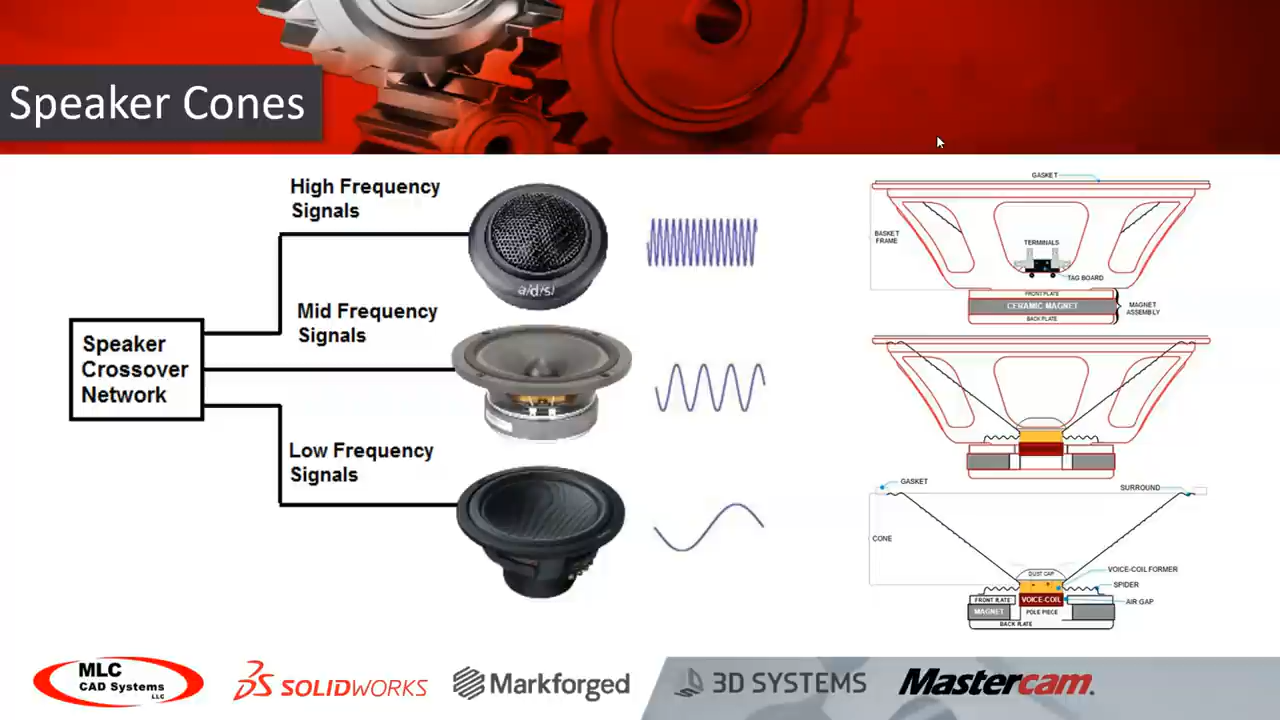 Speaker Cones
High Frequency
Signals
Mid Frequency
Signals
Speaker
Crossover
Network
Low Frequency
Signals
a/d/s/
GASKET
BASKET
FRAME
TERMINALS
TAG BOARD
FRONT PLATE
CERAMIC MAGNET
BACK PLATE
MAGNET
ASSEMBLY
GASKET
SURROUND
CONE
DUST CAP
VOICE-COIL FORMER
- +
SPIDER
FRONT PLATE
VOICE-COIL
AIR GAP
MAGNET
POLE PIECE
BACK PLATE
MLC
CAD Systems
LLC
SOLIDWORKS
Markforged
3D SYSTEMS
Mastercam.